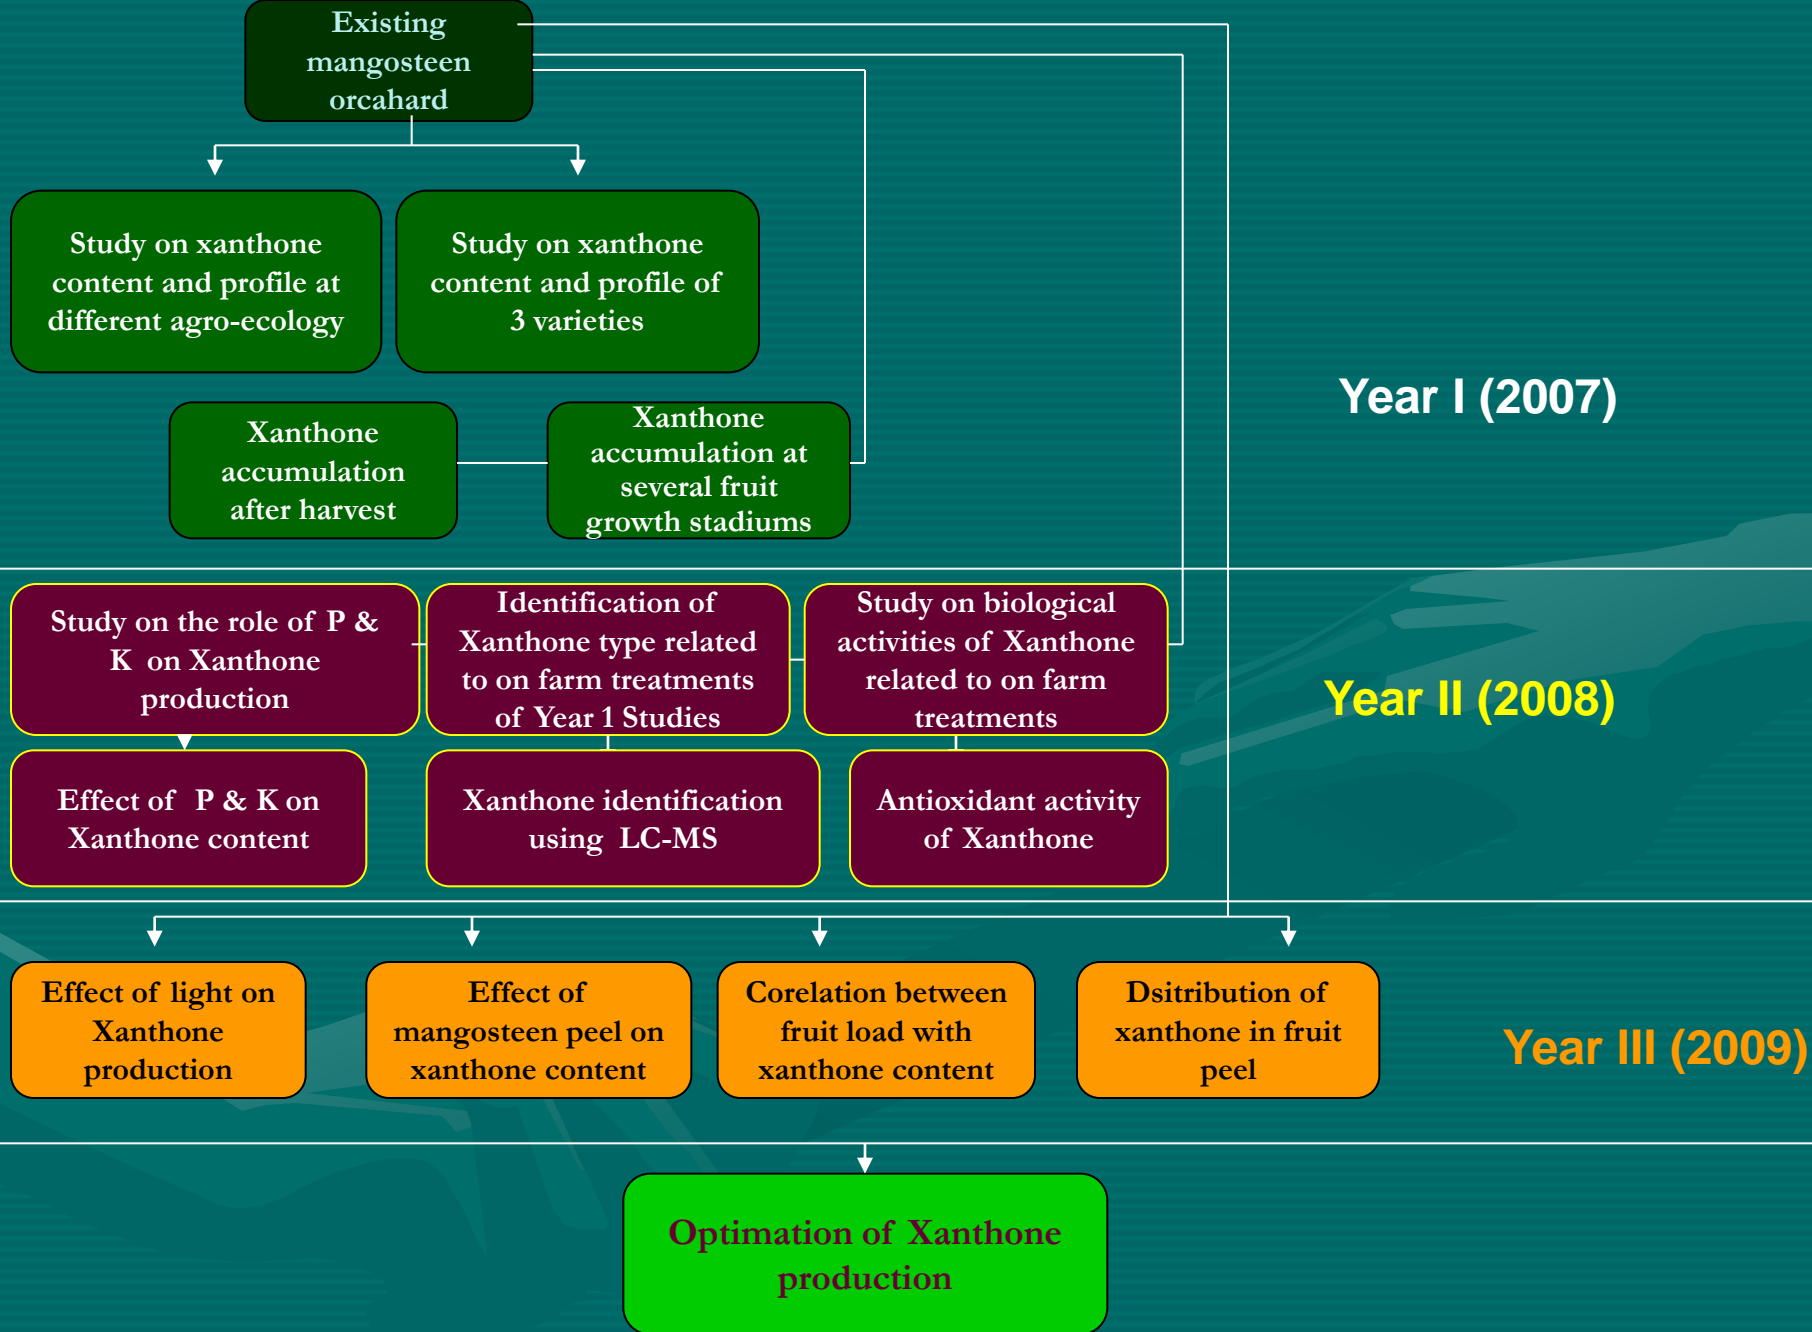 Existing
mangosteen
orcahard
Study on xanthone
content and profile at
different agro-ecology
Study on xanthone
content and profile of
3 varieties
Year I (2007)
Xanthone
accumulation
after harvest
Xanthone
accumulation at
several fruit
growth stadiums
Study on the role of P &
K on Xanthone
production
Identification of
Xanthone type related
to on farm treatments
of Year 1 Studies
Study on biological
activities of Xanthone
related to on farm
treatments
Year II (2008)
Effect of P & K on
Xanthone content
Xanthone identification
using LC-MS
Antioxidant activity
of Xanthone
Effect of light on
Xanthone
production
Effect of
mangosteen peel on
xanthone content
Corelation between
fruit load with
xanthone content
Dsitribution of
xanthone in fruit
peel
Year III (2009)
Optimation of Xanthone
production